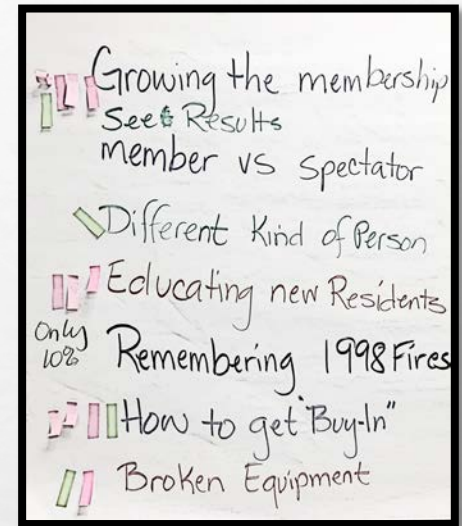 Growing the membership
See Results
member vs spectator
Different Kind of Person
Educating new Residents
Only
10%
Remembering 1998 Fires
How to get "Buy-In"
Broken Equipment